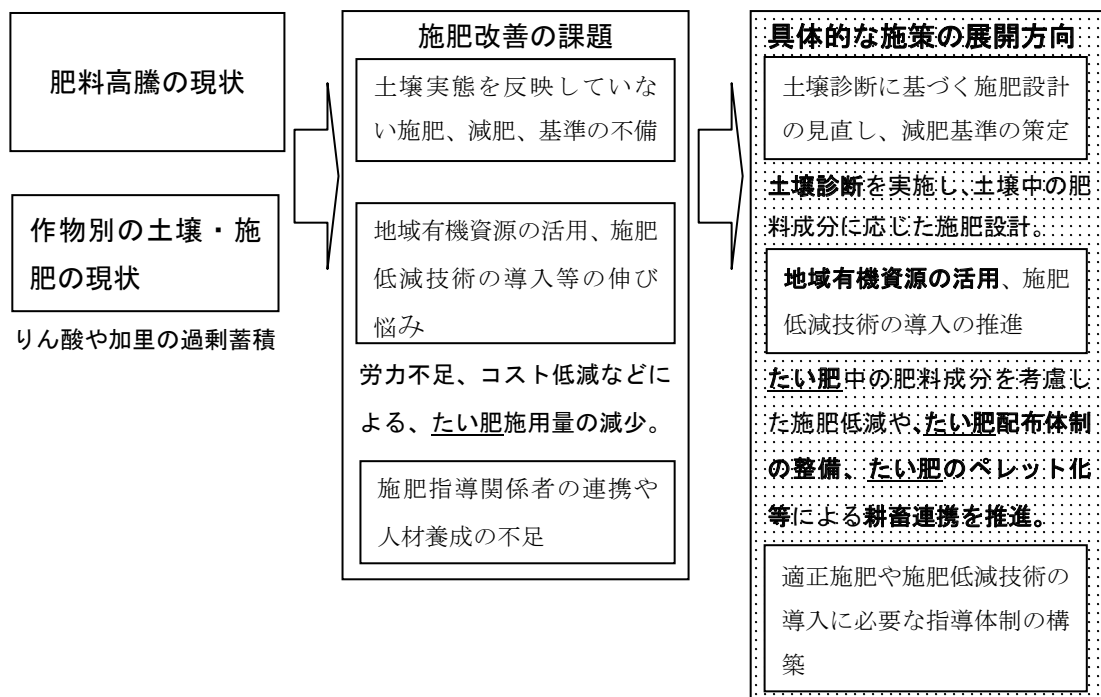 肥料高騰の現状
作物別の土壌・施
肥の現状
りん酸や加里の過剰蓄積
施肥改善の課題
土壌実態を反映していな
い施肥、減肥、基準の不備
地域有機資源の活用、施肥
低減技術の導入等の伸び
悩み
労力不足、コスト低減などに
よる、たい肥施用量の減少。
施肥指導関係者の連携や
人材養成の不足
具体的な施策の展開方向
土壌診断に基づく施肥設計
の見直し、減肥基準の策定
土壌診断を実施し、土壌中の肥
料成分に応じた施肥設計。
地域有機資源の活用、施肥
低減技術の導入の推進
たい肥中の肥料成分を考慮し
た施肥低減や、たい肥配布体制
の整備、たい肥のペレット化
等による耕畜連携を推進。
適正施肥や施肥低減技術の
導入に必要な指導体制の構
築